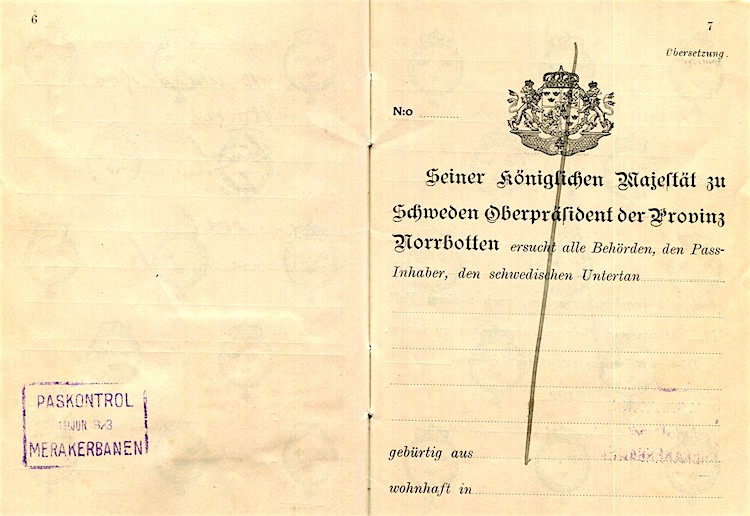 6
PASKONTROL
JUN
MERAKERBANEN
7
Übersetzung.
N:o
Seiner Königlichen Majestät zu
Schweden Oberpräsident der Provinz
Norrbotten ersucht alle Behörden, den Pass-
Inhaber, den schwedischen Untertan
gebürtig aus
wohnhaft in